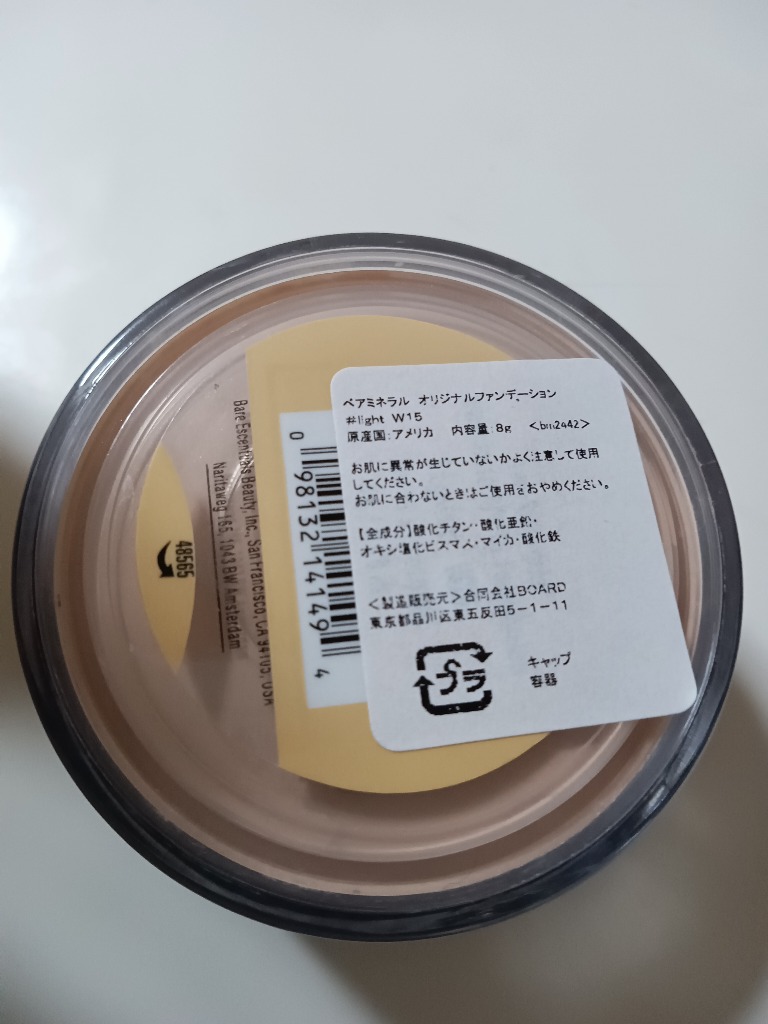 ベアミネラル オリジナルファンデーション
#light W15
原産国:アメリカ 内容量:8g <bm2442>
お肌に異常が生じていないかよく注意して使用
してください。
お肌に合わないときはご使用をおやめください。
【全成分】酸化チタン・酸化亜鉛・
オキシ塩化ビスマス・マイカ・酸化鉄
<製造販売元>合同会社BOARD
東京都品川区東五反田5-1-11
プラ
キャップ
容器
0 98132 14149 4
Bare Escentuals Beauty, Inc., San Francisco, CA 94105, USA
Naritaweg 165, 1043 BW Amsterdam
48565